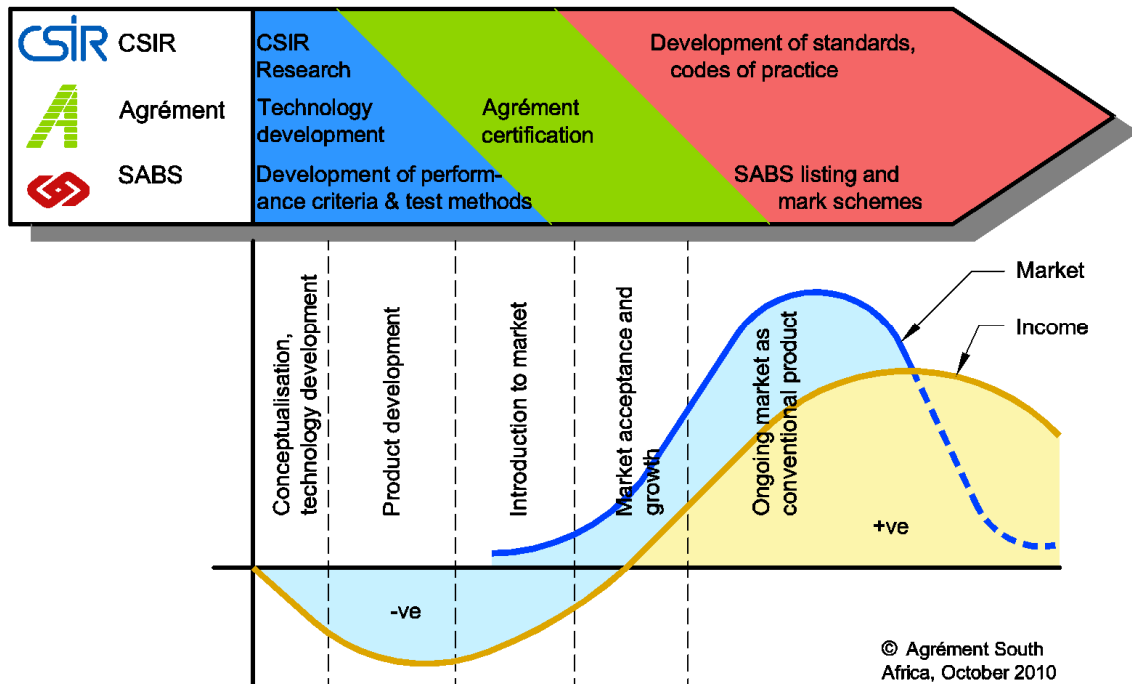 CSIR
CSIR
Agrément
SABS
CSIR
Research
Technology
development
Development of perform-
ance criteria & test methods
Agrément
certification
Development of standards,
codes of practice
SABS listing and
mark schemes
Conceptualisation,
technology development
Product development
Introduction to market
Market acceptance and
growth
Ongoing market as
conventional product
Market
Income
+ve
-ve
© Agrément South
Africa, October 2010